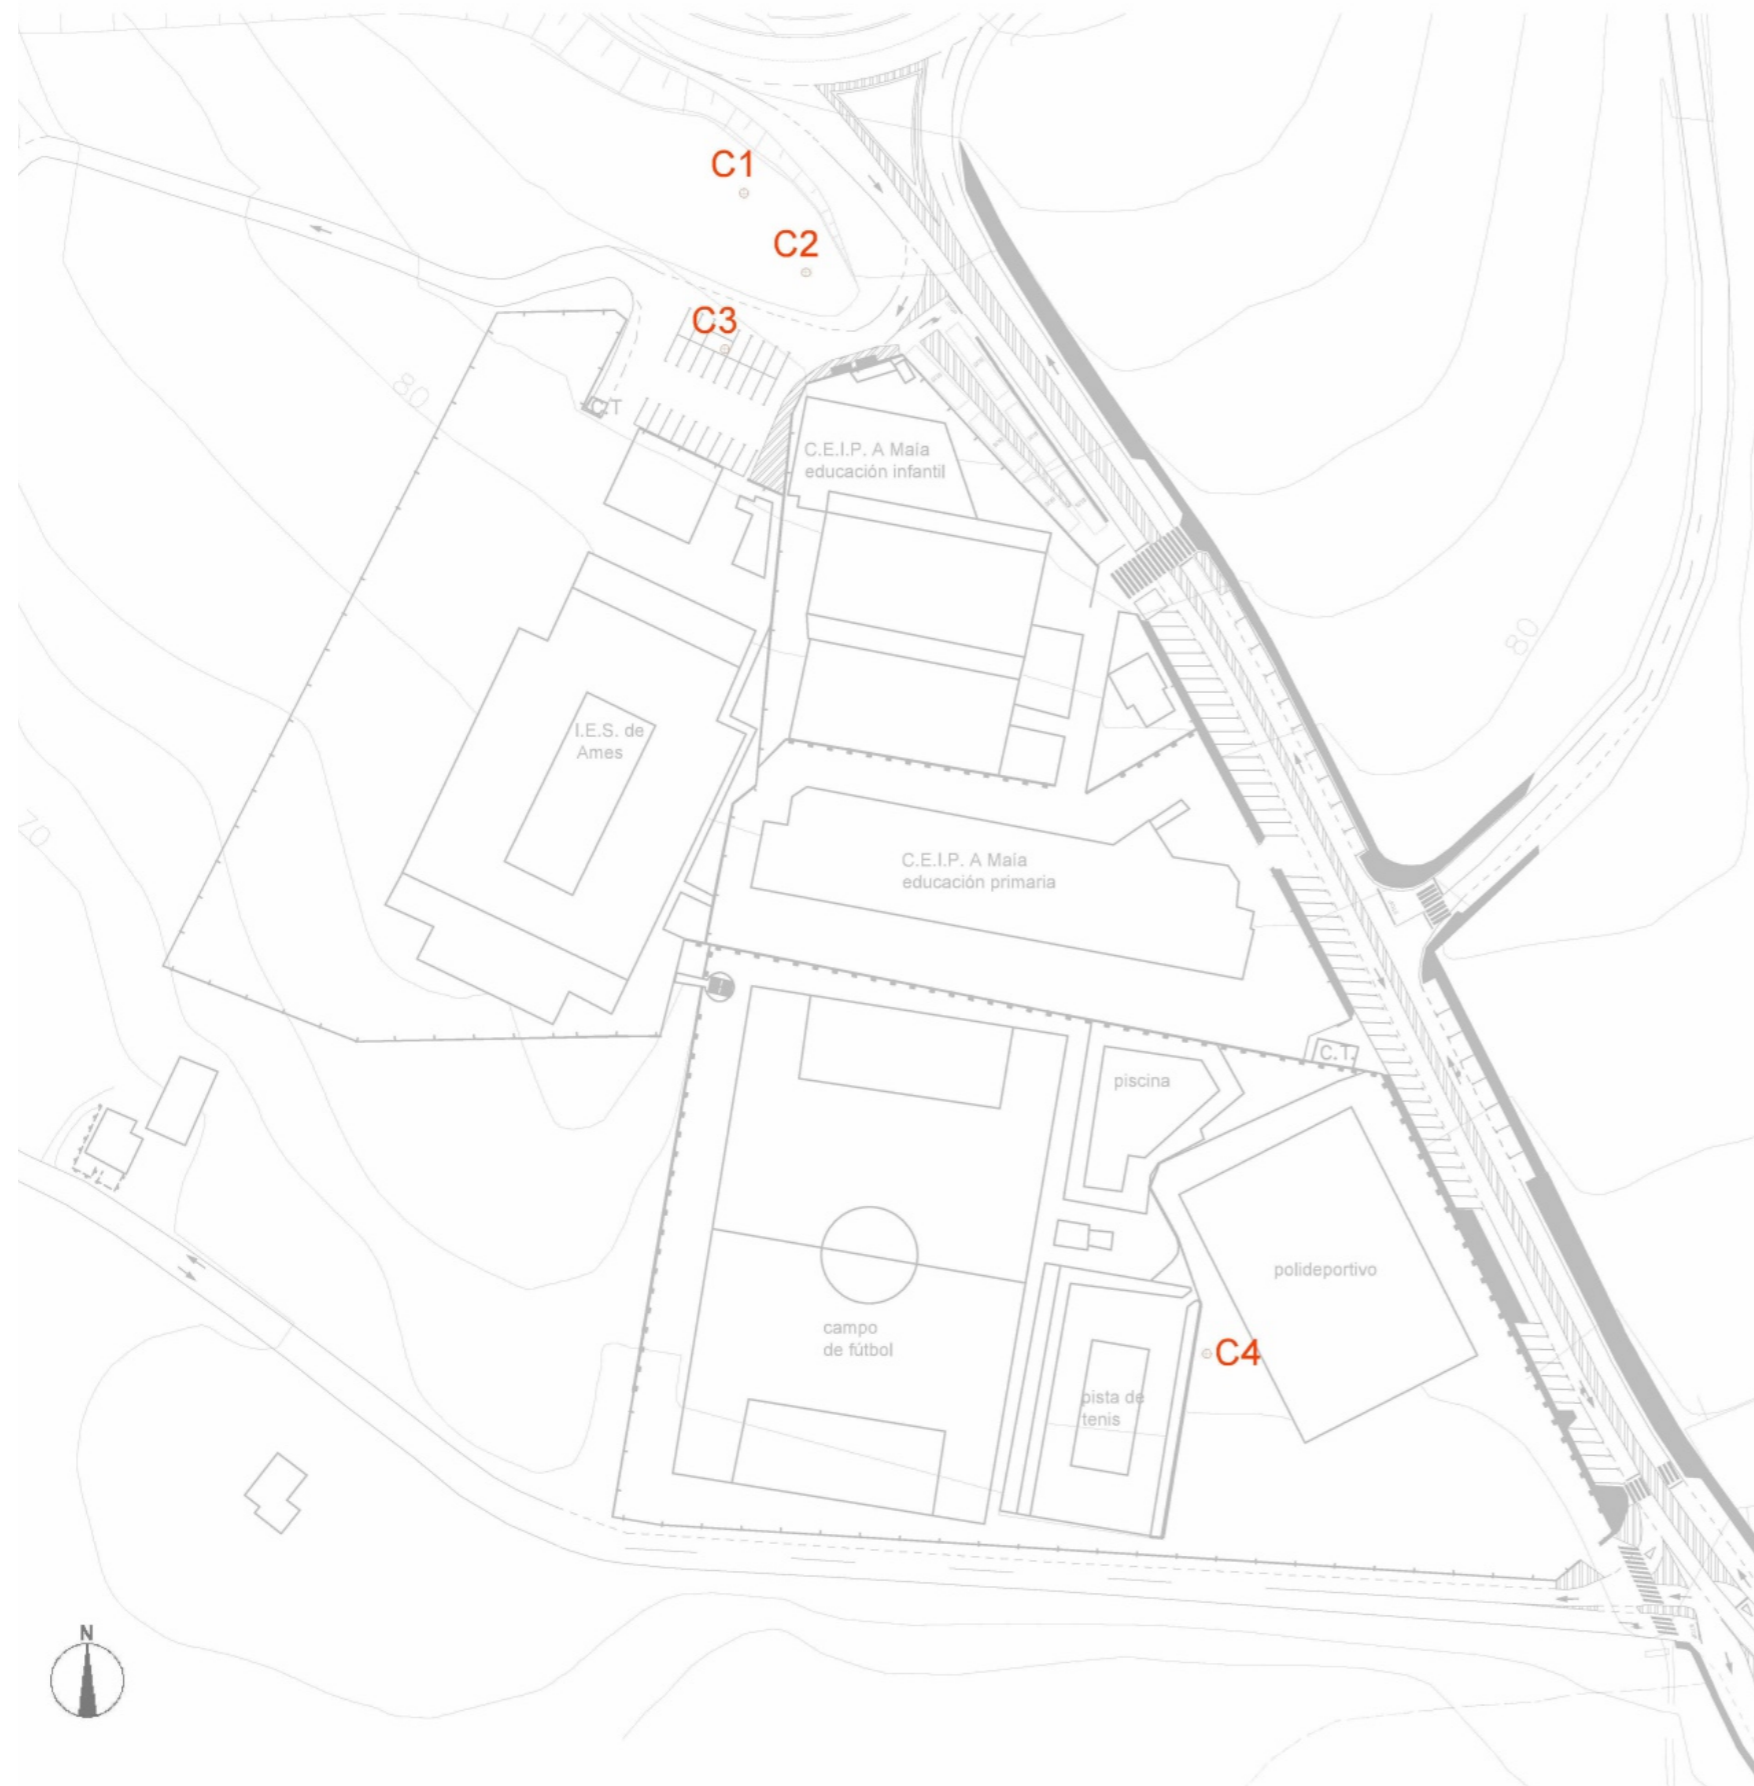 C1
C2
C3
80
C.T
C.E.I.P. A Maía
educación infantil
80
I.E.S. de
Ames
70
C.E.I.P. A Maía
educación primaria
C.T.
piscina
polideportivo
campo
de fútbol
C4
pista de
tenis
N